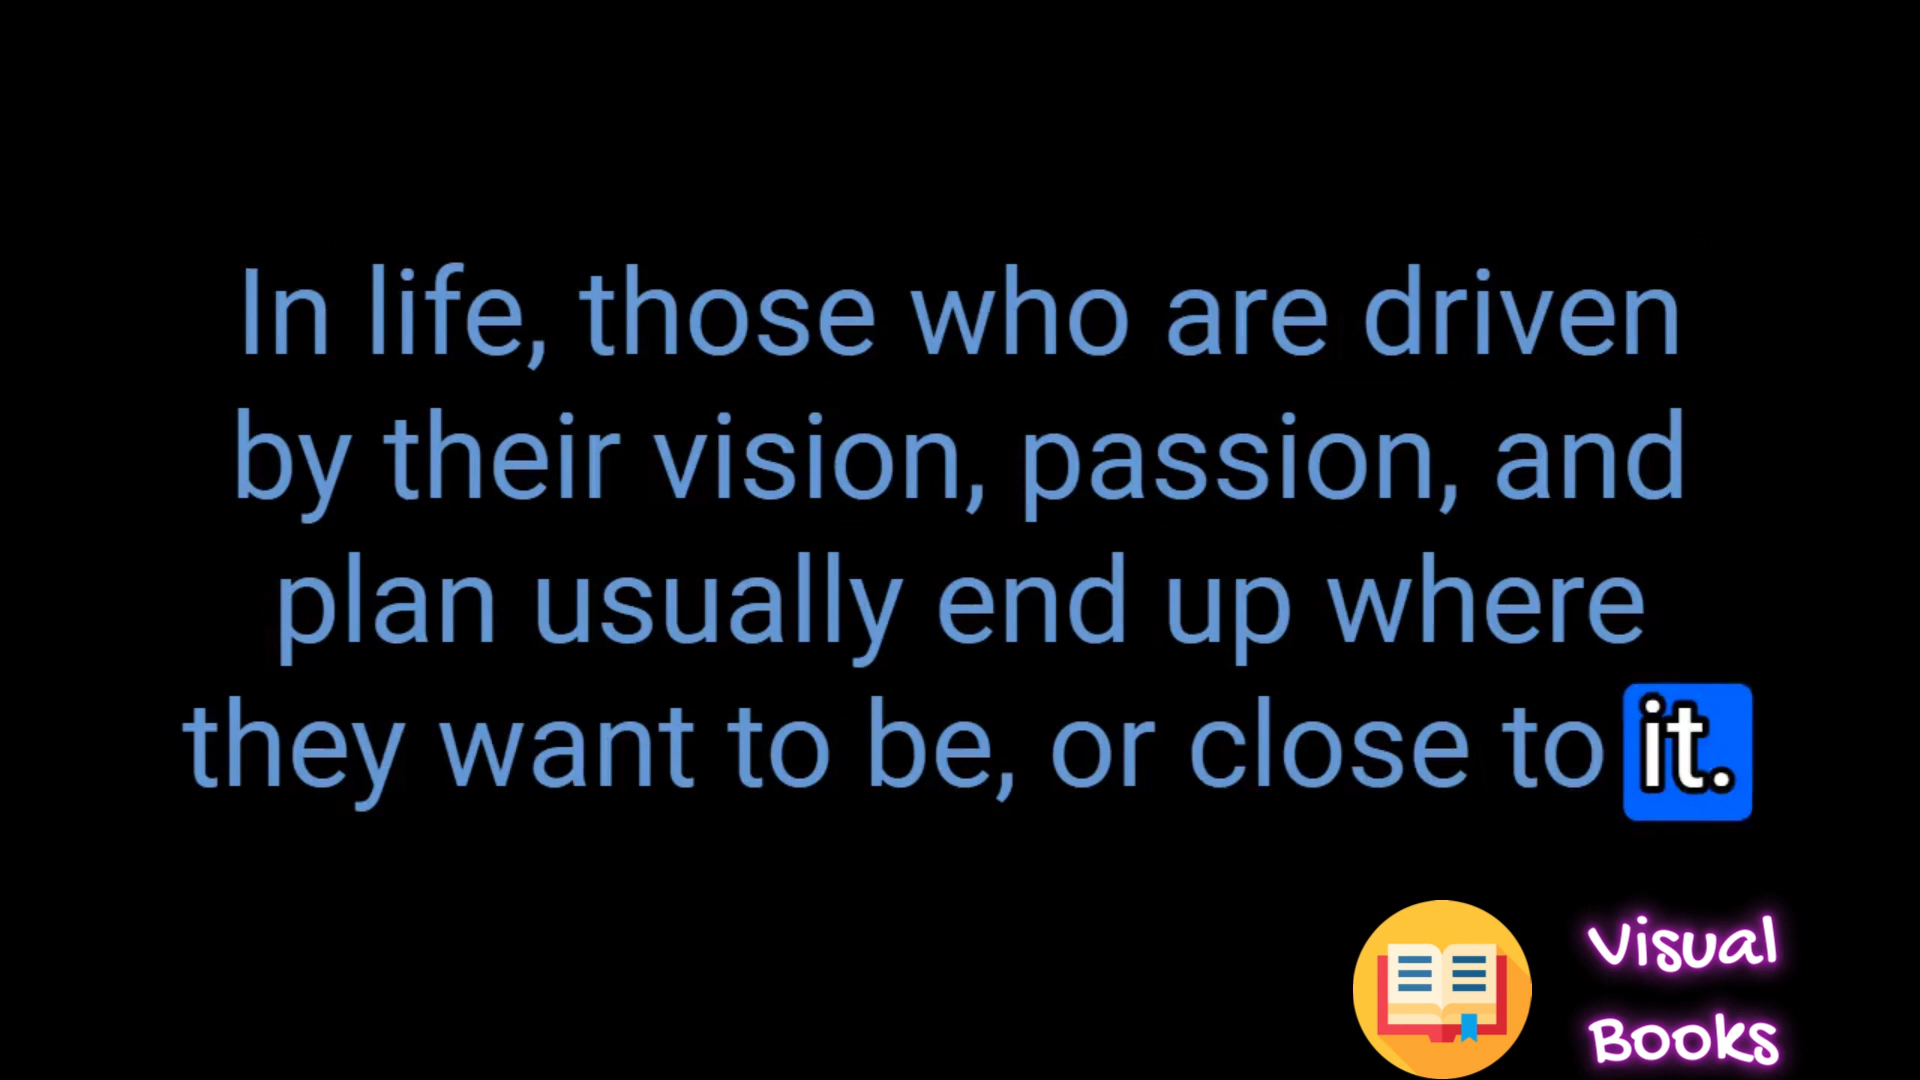 In life, those who are driven
by their vision, passion, and
plan usually end up where
they want to be, or close to it.
Visual
Books